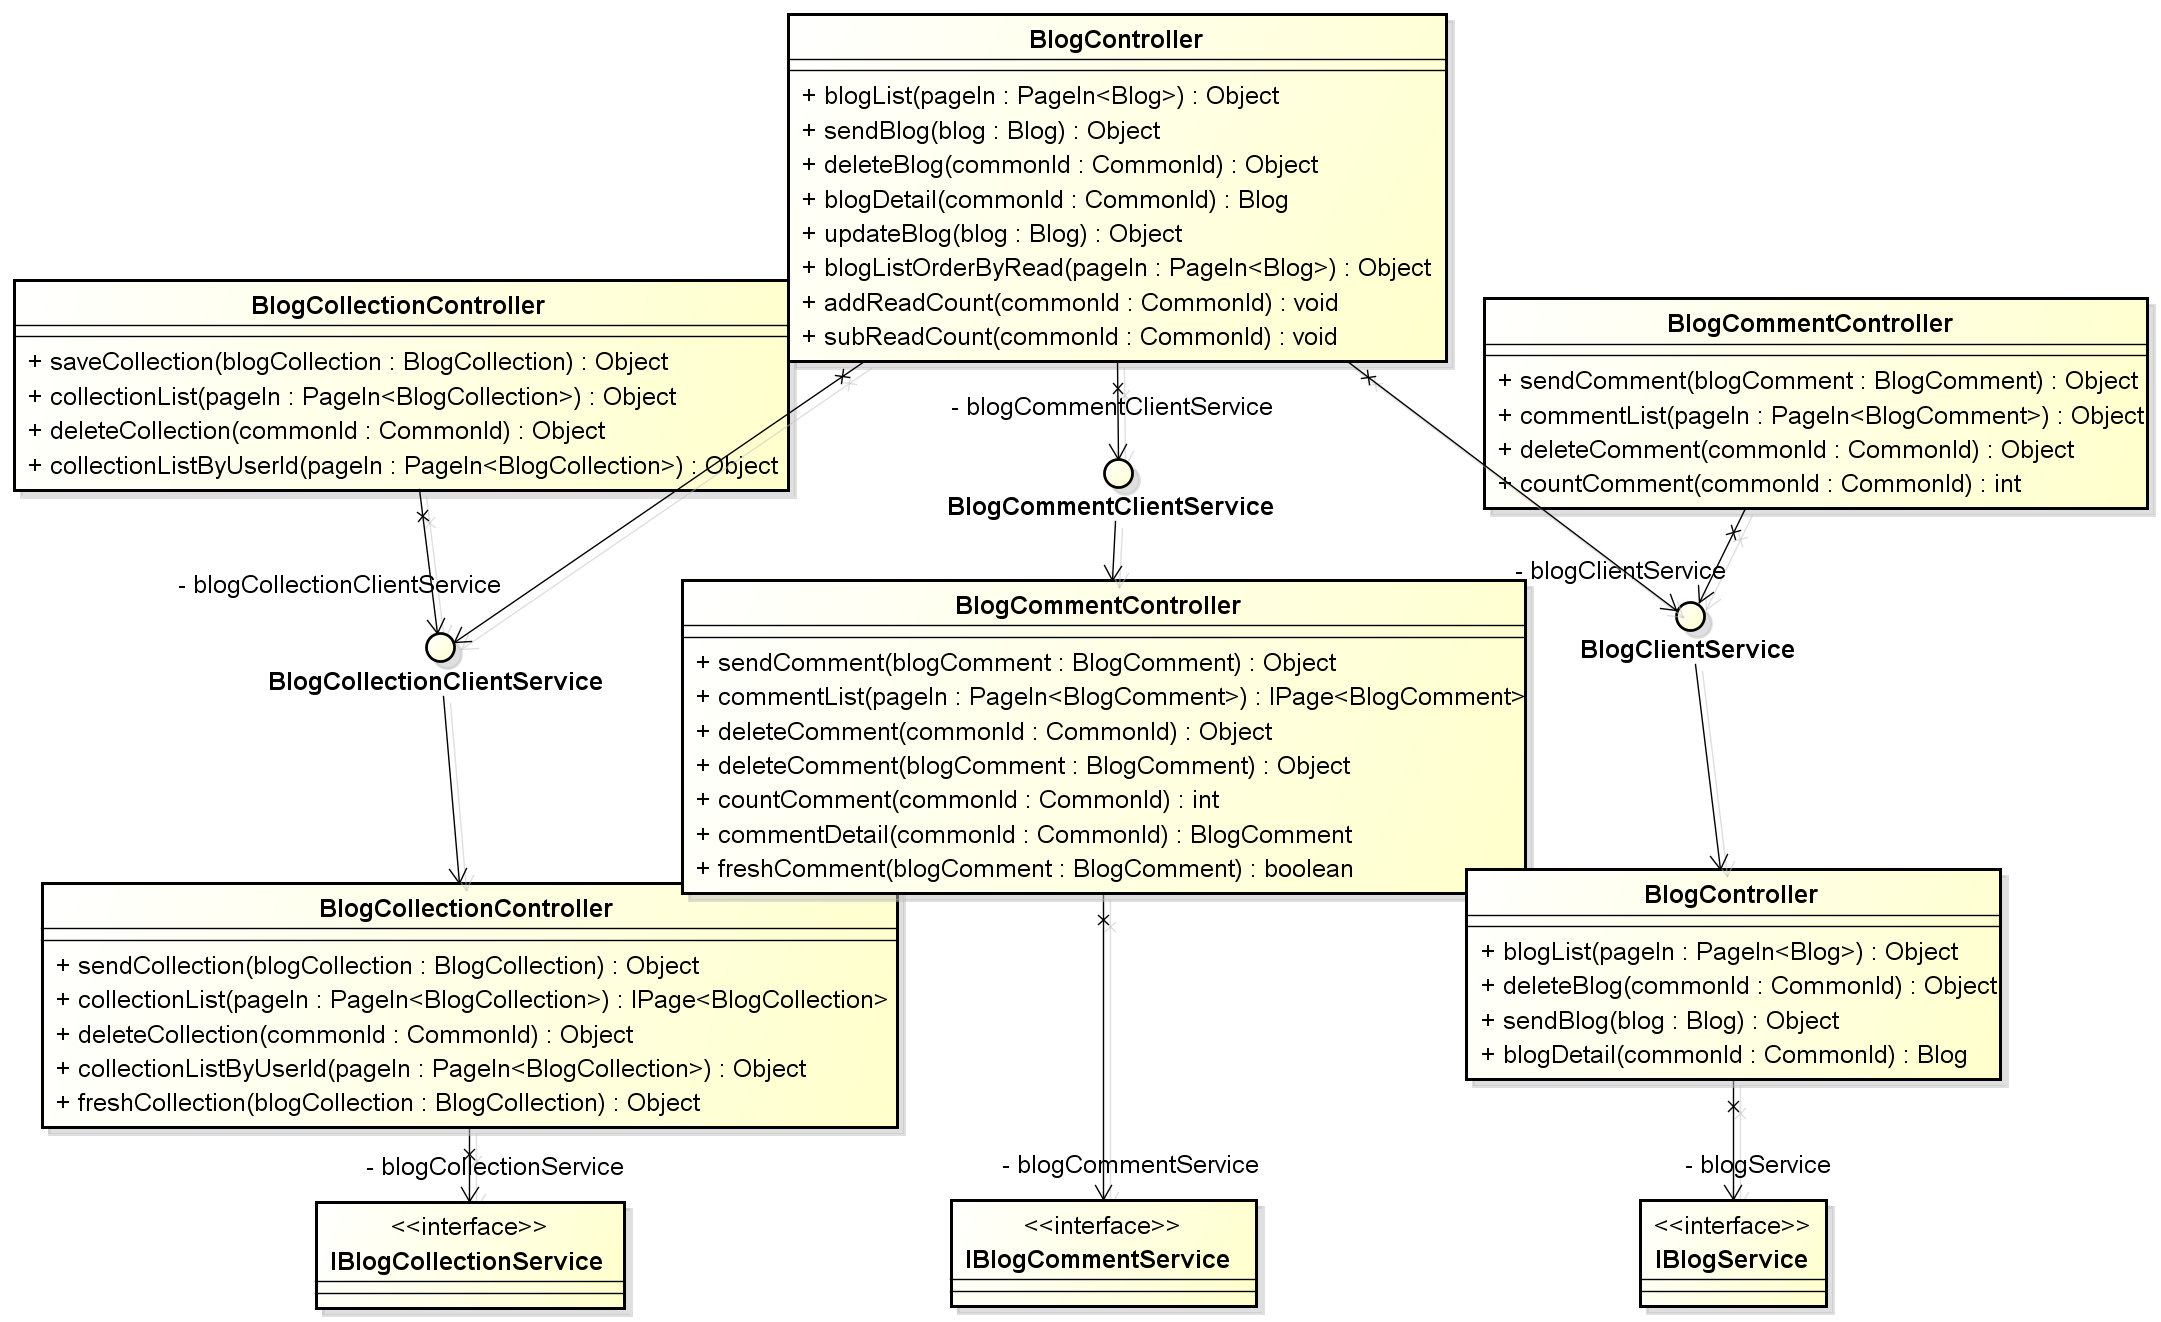 BlogController
+ blogList(pageIn : PageIn<Blog>) : Object
+ sendBlog(blog : Blog) : Object
+ deleteBlog(commonId : CommonId) : Object
+ blogDetail(commonId : CommonId) : Blog
+ updateBlog(blog : Blog) : Object
+ blogListOrderByRead(pageIn : PageIn<Blog>) : Object
+ addReadCount(commonId : CommonId) : void
+ subReadCount(commonId : CommonId) : void
BlogCollectionController
+ saveCollection(blogCollection : BlogCollection) : Object
+ collectionList(pageIn : PageIn<BlogCollection>) : Object
+ deleteCollection(commonId : CommonId) : Object
+ collectionListByUserId(pageIn : PageIn<BlogCollection>) : Object
BlogCommentController
+ sendComment(blogComment : BlogComment) : Object
+ commentList(pageIn : PageIn<BlogComment>) : Object
+ deleteComment(commonId : CommonId) : Object
+ countComment(commonId : CommonId) : int
- blogCommentClientService
BlogCommentClientService
- blogCollectionClientService
BlogCollectionClientService
- blogClientService
BlogClientService
BlogCommentController
+ sendComment(blogComment : BlogComment) : Object
+ commentList(pageIn : PageIn<BlogComment>) : IPage<BlogComment>
+ deleteComment(commonId : CommonId) : Object
+ deleteComment(blogComment : BlogComment) : Object
+ countComment(commonId : CommonId) : int
+ commentDetail(commonId : CommonId) : BlogComment
+ freshComment(blogComment : BlogComment) : boolean
BlogCollectionController
+ sendCollection(blogCollection : BlogCollection) : Object
+ collectionList(pageIn : PageIn<BlogCollection>) : IPage<BlogCollection>
+ deleteCollection(commonId : CommonId) : Object
+ collectionListByUserId(pageIn : PageIn<BlogCollection>) : Object
+ freshCollection(blogCollection : BlogCollection) : Object
BlogController
+ blogList(pageIn : PageIn<Blog>) : Object
+ deleteBlog(commonId : CommonId) : Object
+ sendBlog(blog : Blog) : Object
+ blogDetail(commonId : CommonId) : Blog
- blogCollectionService
- blogCommentService
- blogService
<<interface>>
IBlogCollectionService
<<interface>>
IBlogCommentService
<<interface>>
IBlogService